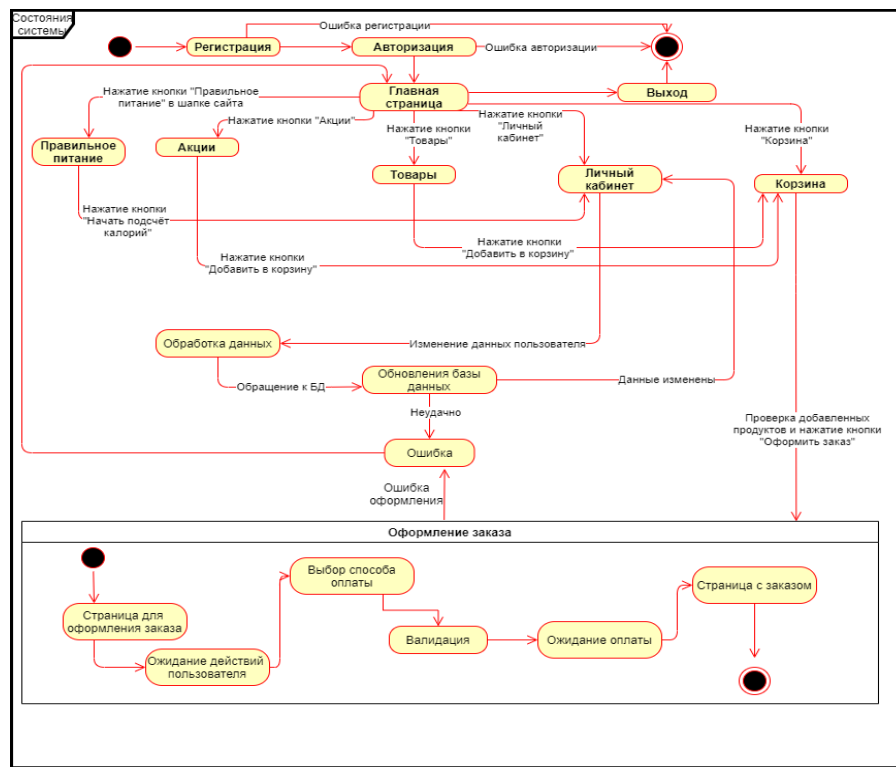 Состояния
системы
Ошибка регистрации
Регистрация
Авторизация
Ошибка авторизации
Главная
страница
Выход
Нажатие кнопки "Правильное
питание" в шапке сайта
Нажатие кнопки "Акции"
Нажатие кнопки
"Товары"
Нажатие кнопки
"Личный
кабинет"
Нажатие кнопки
"Корзина"
Правильное
питание
Акции
Товары
Личный
кабинет
Корзина
Нажатие кнопки
"Начать подсчёт
калорий"
Нажатие кнопки
"Добавить в корзину"
Нажатие кнопки
"Добавить в корзину"
Обработка данных
Изменение данных пользователя
Обращение к БД
Обновления базы
данных
Данные изменены
Неудачно
Проверка добавленных
продуктов и нажатие кнопки
"Оформить заказ"
Ошибка
Ошибка
оформления
Оформление заказа
Страница для
оформления заказа
Ожидание действий
пользователя
Выбор способа
оплаты
Валидация
Ожидание оплаты
Страница с заказом